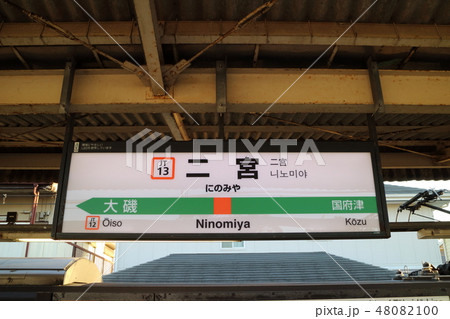 JT
13
二宮
二宮
니노미야
にのみや
大磯
国府津
JT
12
Ōiso
Ninomiya
Kōzu
PIXTA
pixta.jp - 48082100